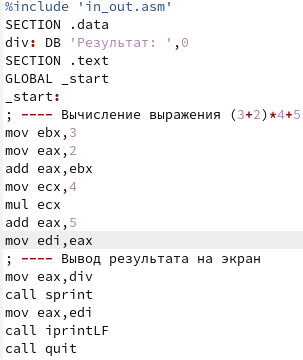 %include 'in_out.asm'
SECTION .data
div: DB 'Результат: ',0
SECTION .text
GLOBAL _start
_start:
; ---- Вычисление выражения (3+2)*4+5
mov ebx,3
mov eax,2
add eax,ebx
mov ecx,4
mul ecx
add eax,5
mov edi,eax
; ---- Вывод результата на экран
mov eax,div
call sprint
mov eax,edi
call iprintLF
call quit